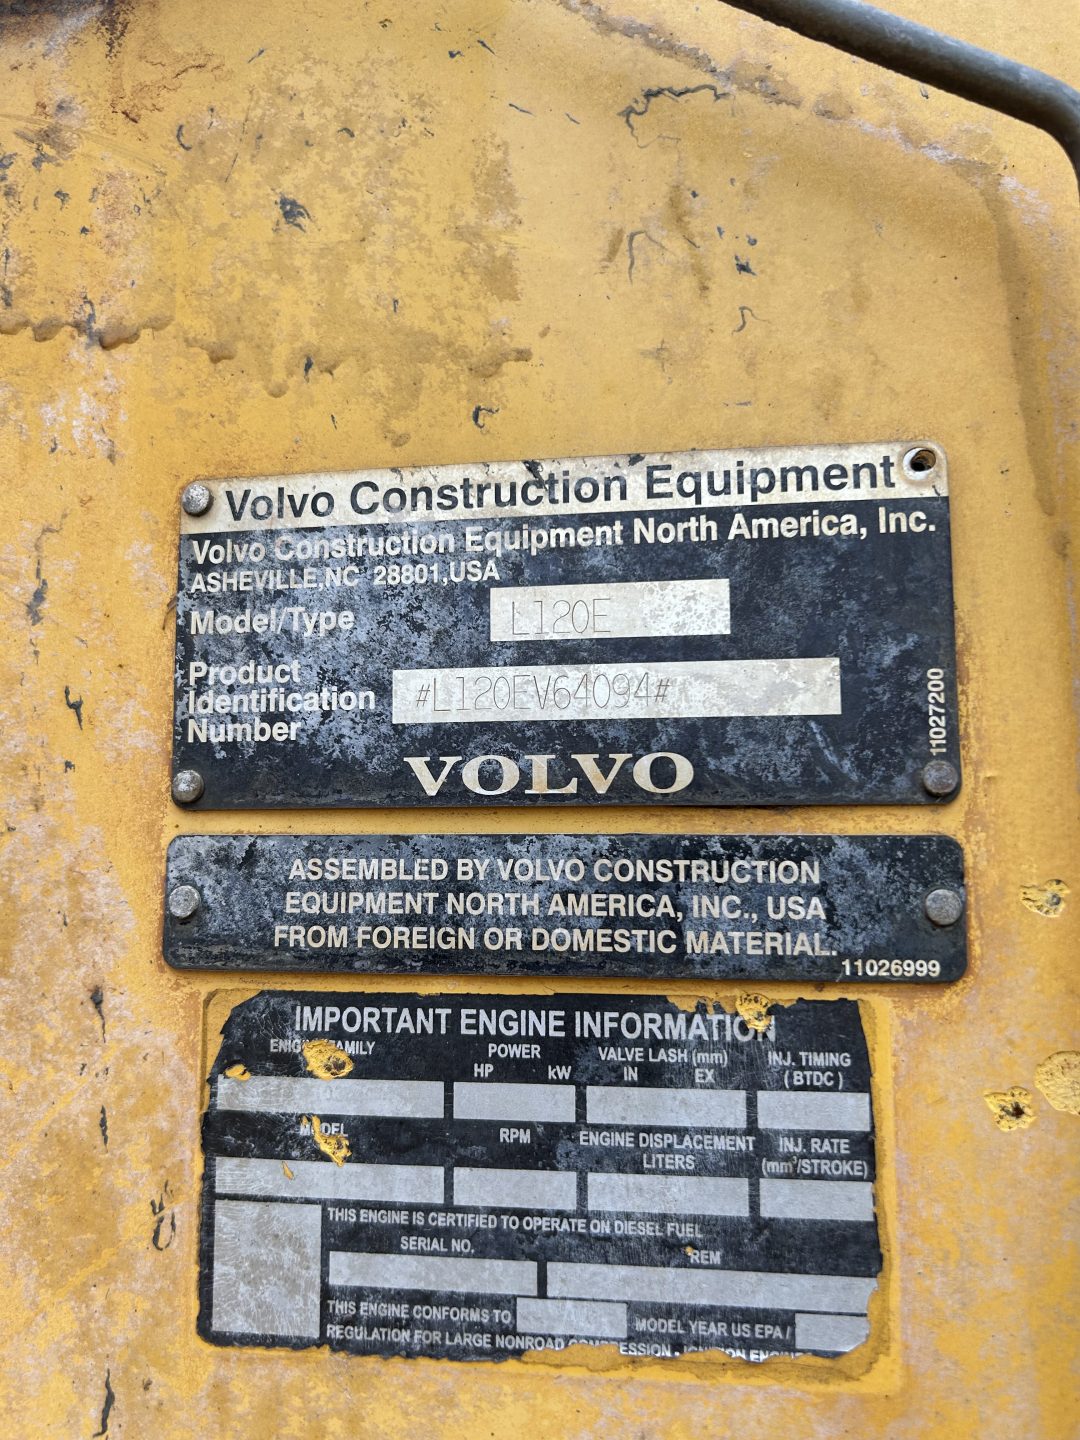 Volvo Construction Equipment
Volvo Construction Equipment North America, Inc.
ASHEVILLE,NC 28801,USA
Model/Type L120E
Product Identification Number #L120EV64094#
11027200
VOLVO
ASSEMBLED BY VOLVO CONSTRUCTION
EQUIPMENT NORTH AMERICA, INC., USA
FROM FOREIGN OR DOMESTIC MATERIAL.
11026999
IMPORTANT ENGINE INFORMATION
POWER VALVE LASH (mm) INJ. TIMING
HP kW IN EX (BTDC)
MODEL RPM ENGINE DISPLACEMENT INJ. RATE
LITERS (mm³/STROKE)
THIS ENGINE IS CERTIFIED TO OPERATE ON DIESEL FUEL
SERIAL NO. REM
THIS ENGINE CONFORMS TO MODEL YEAR US EPA /
REGULATION FOR LARGE NONROAD COMPRESSION - IGNITION